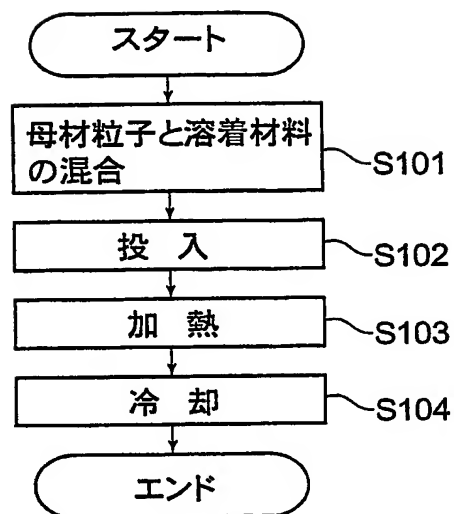 スタート
母材粒子と溶着材料
の混合
S101
投 入
S102
加 熱
S103
冷 却
S104
エンド